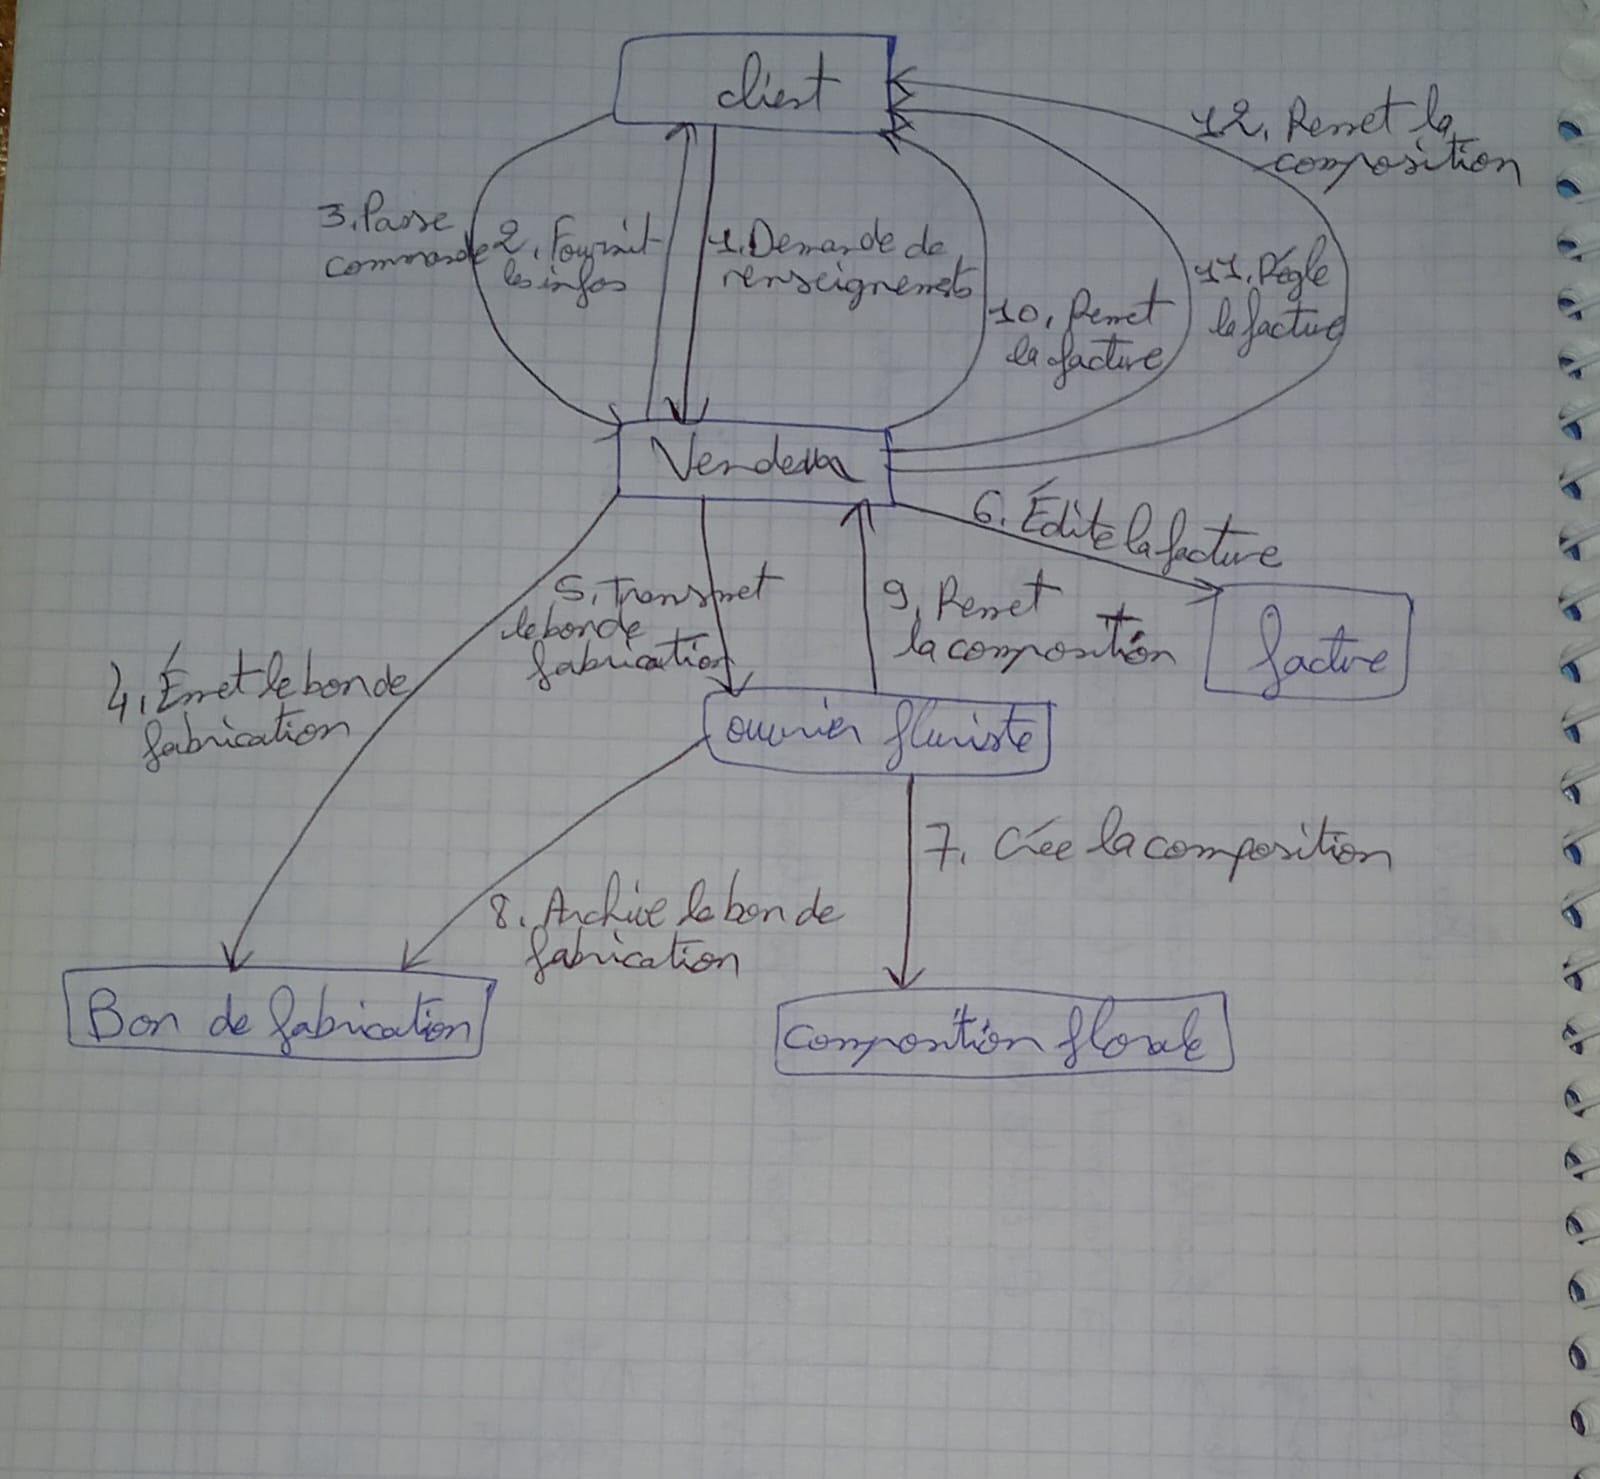 client
12. Remet la
composition
3. Passe
commande
2. Fournit
les infos
1. Demande de
renseignements
10. Remet
la facture
11. Règle
la facture
Vendeur
6. Édite la facture
5. Transmet
le bon de
fabrication
9. Remet
la composition
facture
4. Émet le bon de
fabrication
ouvrier fluriste
7. Crée la composition
8. Archive le bon de
fabrication
Bon de fabrication
composition florale